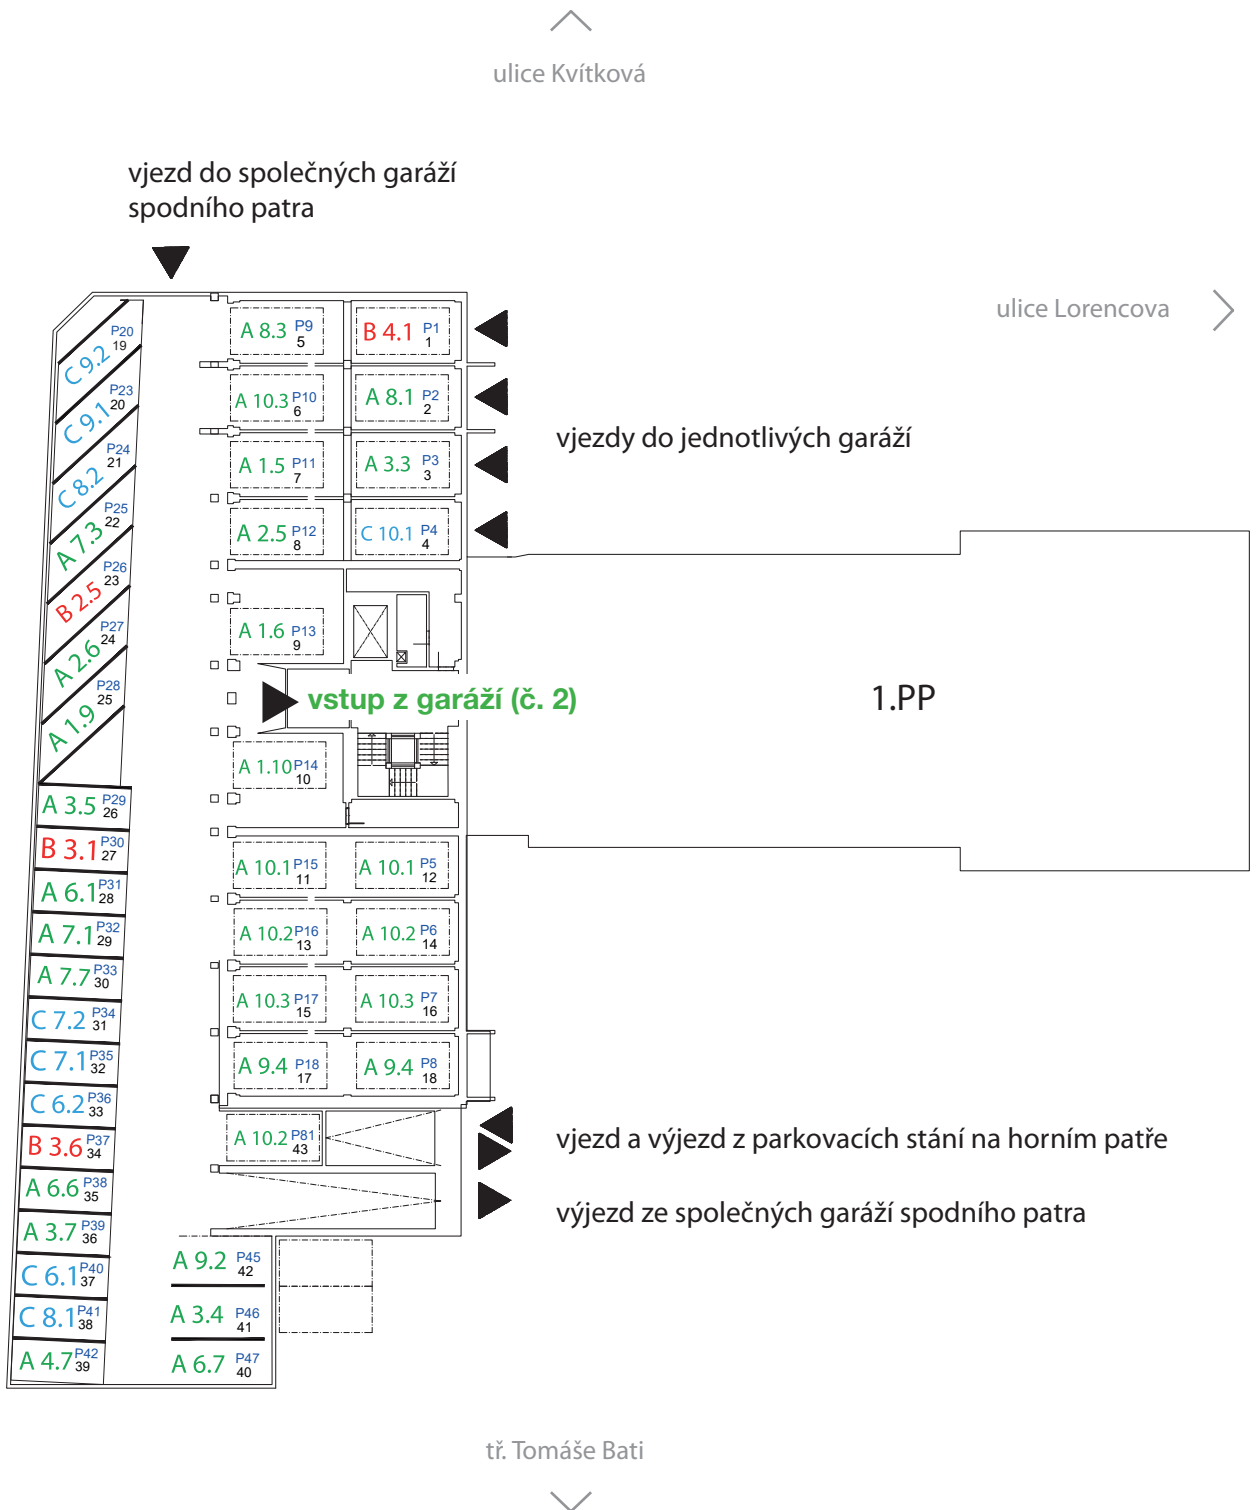 ulice Kvítková
vjezd do společných garáží
spodního patra
ulice Lorencova
A 8.3 P9 5
B 4.1 P1 1
C 9.2 P20 19
A 10.3 P10 6
A 8.1 P2 2
C 9.1 P23 20
vjezdy do jednotlivých garáží
A 1.5 P11 7
A 3.3 P3 3
C 8.2 P24 21
A 2.5 P12 8
C 10.1 P4 4
A 7.3 P25 22
B 2.5 P26 23
A 1.6 P13 9
A 2.6 P27 24
A 1.9 P28 25
vstup z garáží (č. 2)
1.PP
A 1.10 P14 10
A 3.5 P29 26
B 3.1 P30 27
A 10.1 P15 11
A 10.1 P5 12
A 6.1 P31 28
A 7.1 P32 29
A 10.2 P16 13
A 10.2 P6 14
A 7.7 P33 30
A 10.3 P17 15
A 10.3 P7 16
C 7.2 P34 31
C 7.1 P35 32
A 9.4 P18 17
A 9.4 P8 18
C 6.2 P36 33
B 3.6 P37 34
A 10.2 P81 43
vjezd a výjezd z parkovacích stání na horním patře
A 6.6 P38 35
výjezd ze společných garáží spodního patra
A 3.7 P39 36
C 6.1 P40 37
A 9.2 P45 42
C 8.1 P41 38
A 3.4 P46 41
A 4.7 P42 39
A 6.7 P47 40
tř. Tomáše Bati